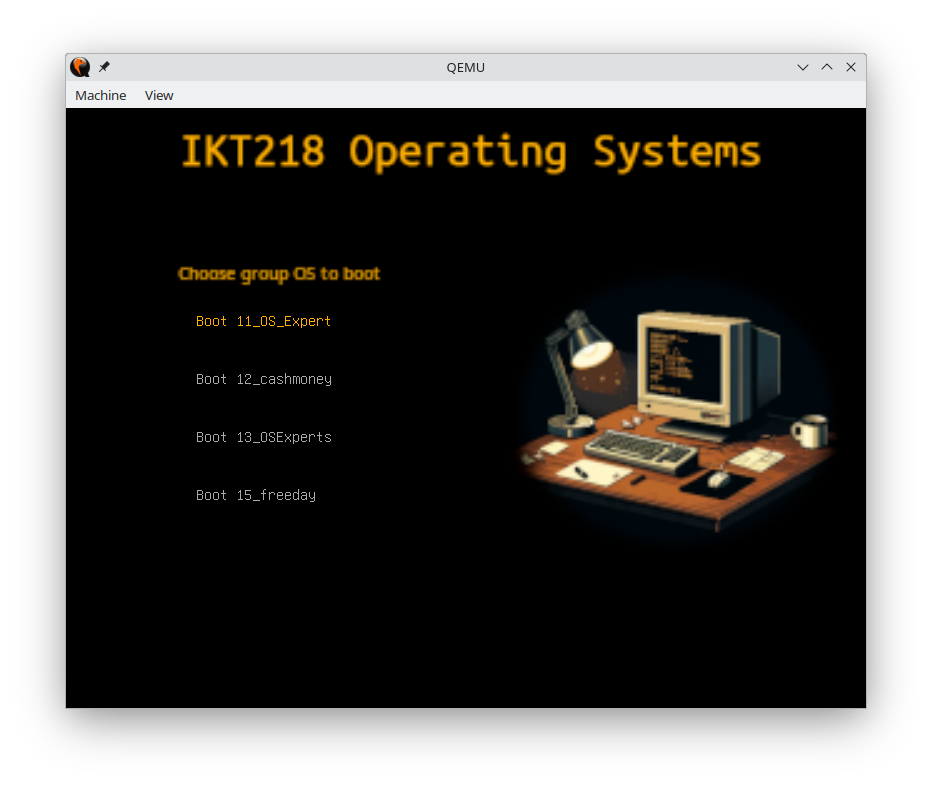 QEMU
Machine View
IKT218 Operating Systems
Choose group OS to boot
Boot 11_OS_Expert
Boot 12_cashmoney
Boot 13_OSExperts
Boot 15_freeday